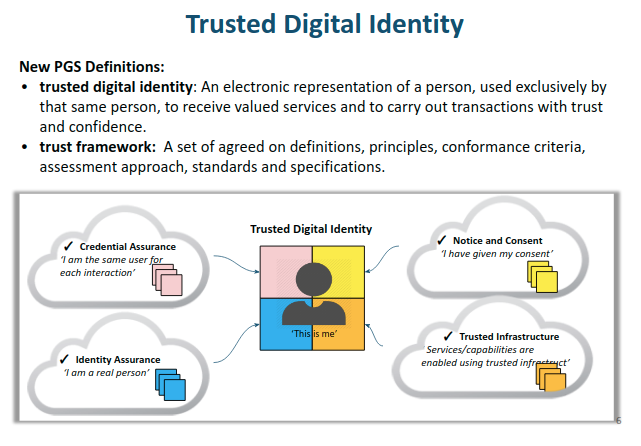 Trusted Digital Identity
New PGS Definitions:
• trusted digital identity: An electronic representation of a person, used exclusively by
that same person, to receive valued services and to carry out transactions with trust
and confidence.
• trust framework: A set of agreed on definitions, principles, conformance criteria,
assessment approach, standards and specifications.
Trusted Digital Identity
✓ Credential Assurance
'I am the same user for
each interaction'
✓ Notice and Consent
'I have given my consent'
'This is me'
✓ Identity Assurance
'I am a real person'
✓ Trusted Infrastructure
Services/capabilities are
enabled using trusted infrastruct'
6